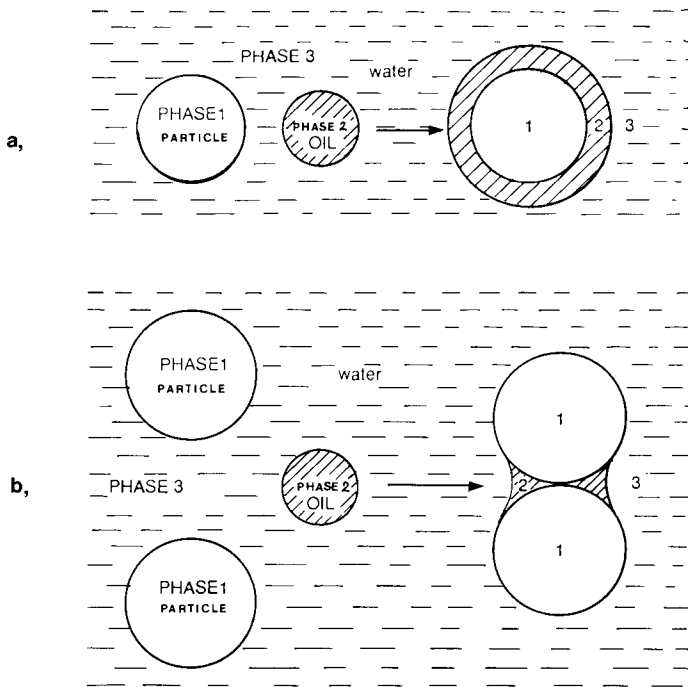 PHASE 3
water
PHASE1
PARTICLE
PHASE 2
OIL
1
2
3
a,
PHASE1
PARTICLE
water
PHASE 3
PHASE 2
OIL
1
2
3
b,
1
PHASE1
PARTICLE